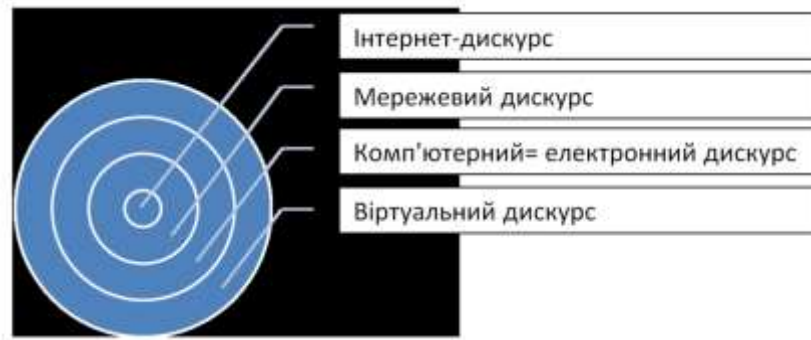 Інтернет-дискурс
Мережевий дискурс
Комп'ютерний= електронний дискурс
Віртуальний дискурс